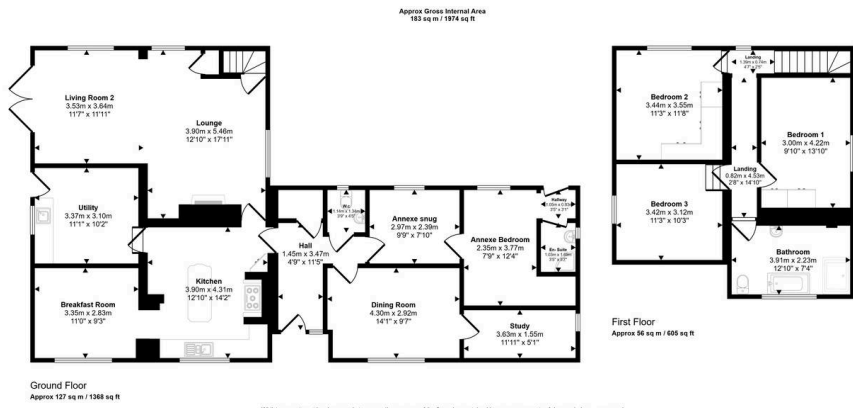 Approx Gross Internal Area
183 sq m / 1974 sq ft
Living Room 2
3.53m x 3.64m
11'7" x 11'11"
Lounge
3.90m x 5.46m
12'10" x 17'11"
Utility
3.37m x 3.10m
11'1" x 10'2"
Kitchen
3.90m x 4.31m
12'10" x 14'2"
Breakfast Room
3.35m x 2.83m
11'0" x 9'3"
Hall
1.45m x 3.47m
4'9" x 11'5"
Annexe snug
2.97m x 2.39m
9'9" x 7'10"
Annexe Bedroom
2.35m x 3.77m
7'9" x 12'4"
Hallway
En-Suite
Dining Room
4.30m x 2.92m
14'1" x 9'7"
Study
3.63m x 1.55m
11'11" x 5'1"
Ground Floor
Approx 127 sq m / 1368 sq ft
Landing
Bedroom 2
3.44m x 3.55m
11'3" x 11'8"
Bedroom 1
3.00m x 4.22m
9'10" x 13'10"
Landing
0.82m x 4.53m
2'8" x 14'10"
Bedroom 3
3.42m x 3.12m
11'3" x 10'3"
Bathroom
3.91m x 2.23m
12'10" x 7'4"
First Floor
Approx 56 sq m / 605 sq ft